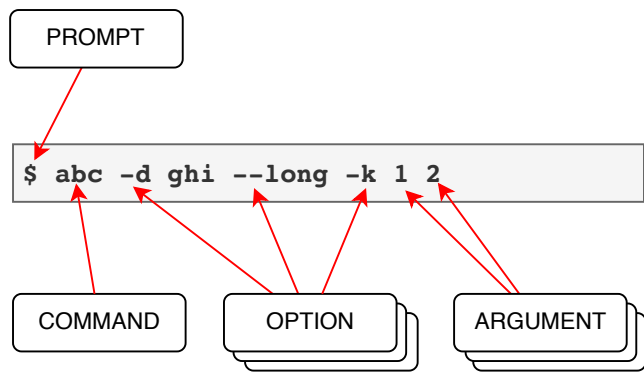 PROMPT
$ abc -d ghi --long -k 1 2
COMMAND
OPTION
ARGUMENT